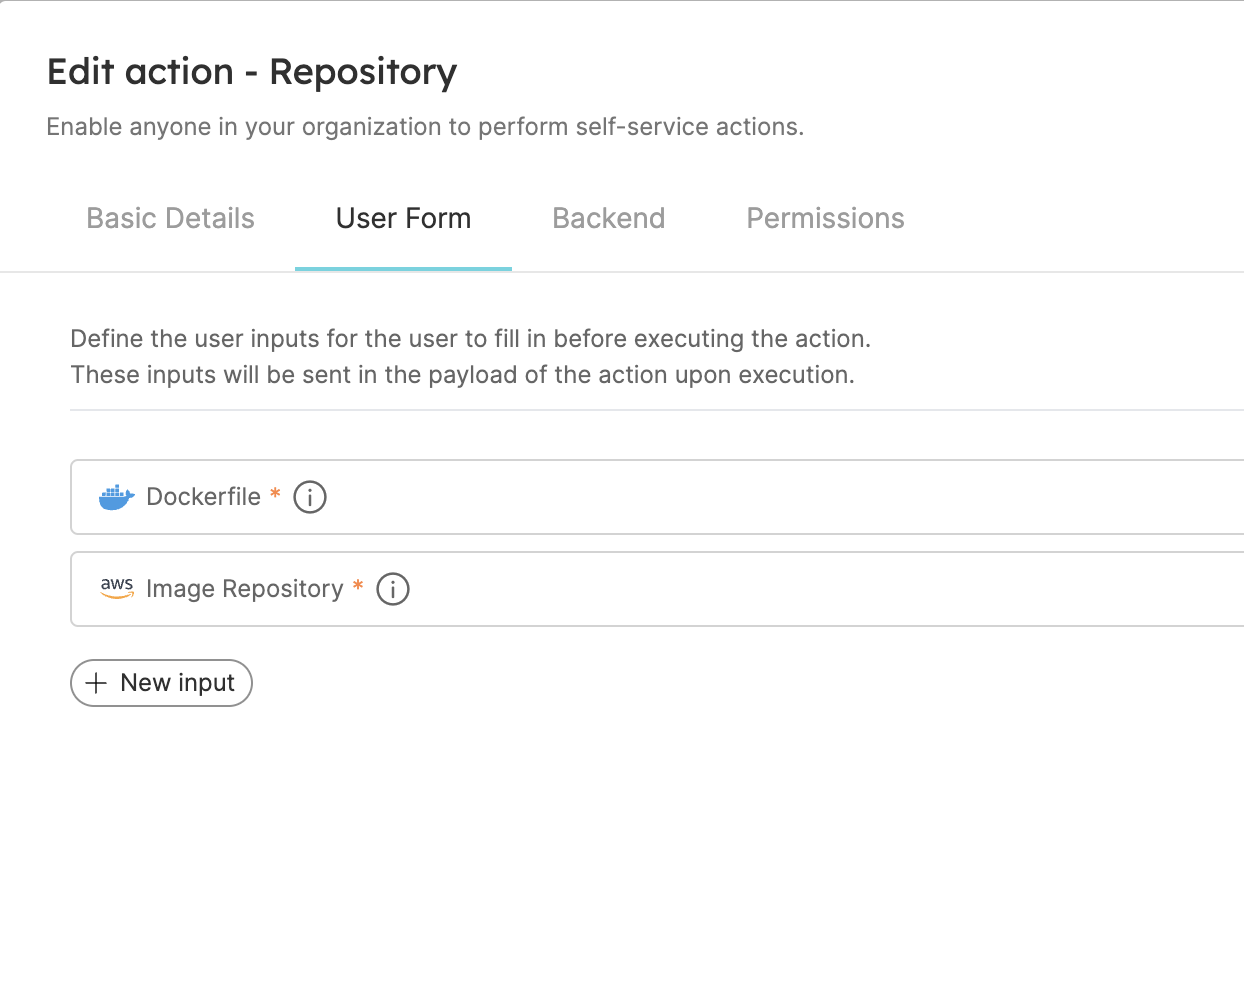 Edit action - Repository
Enable anyone in your organization to perform self-service actions.
Basic Details User Form Backend Permissions
Define the user inputs for the user to fill in before executing the action.
These inputs will be sent in the payload of the action upon execution.
Dockerfile *
aws Image Repository *
+ New input